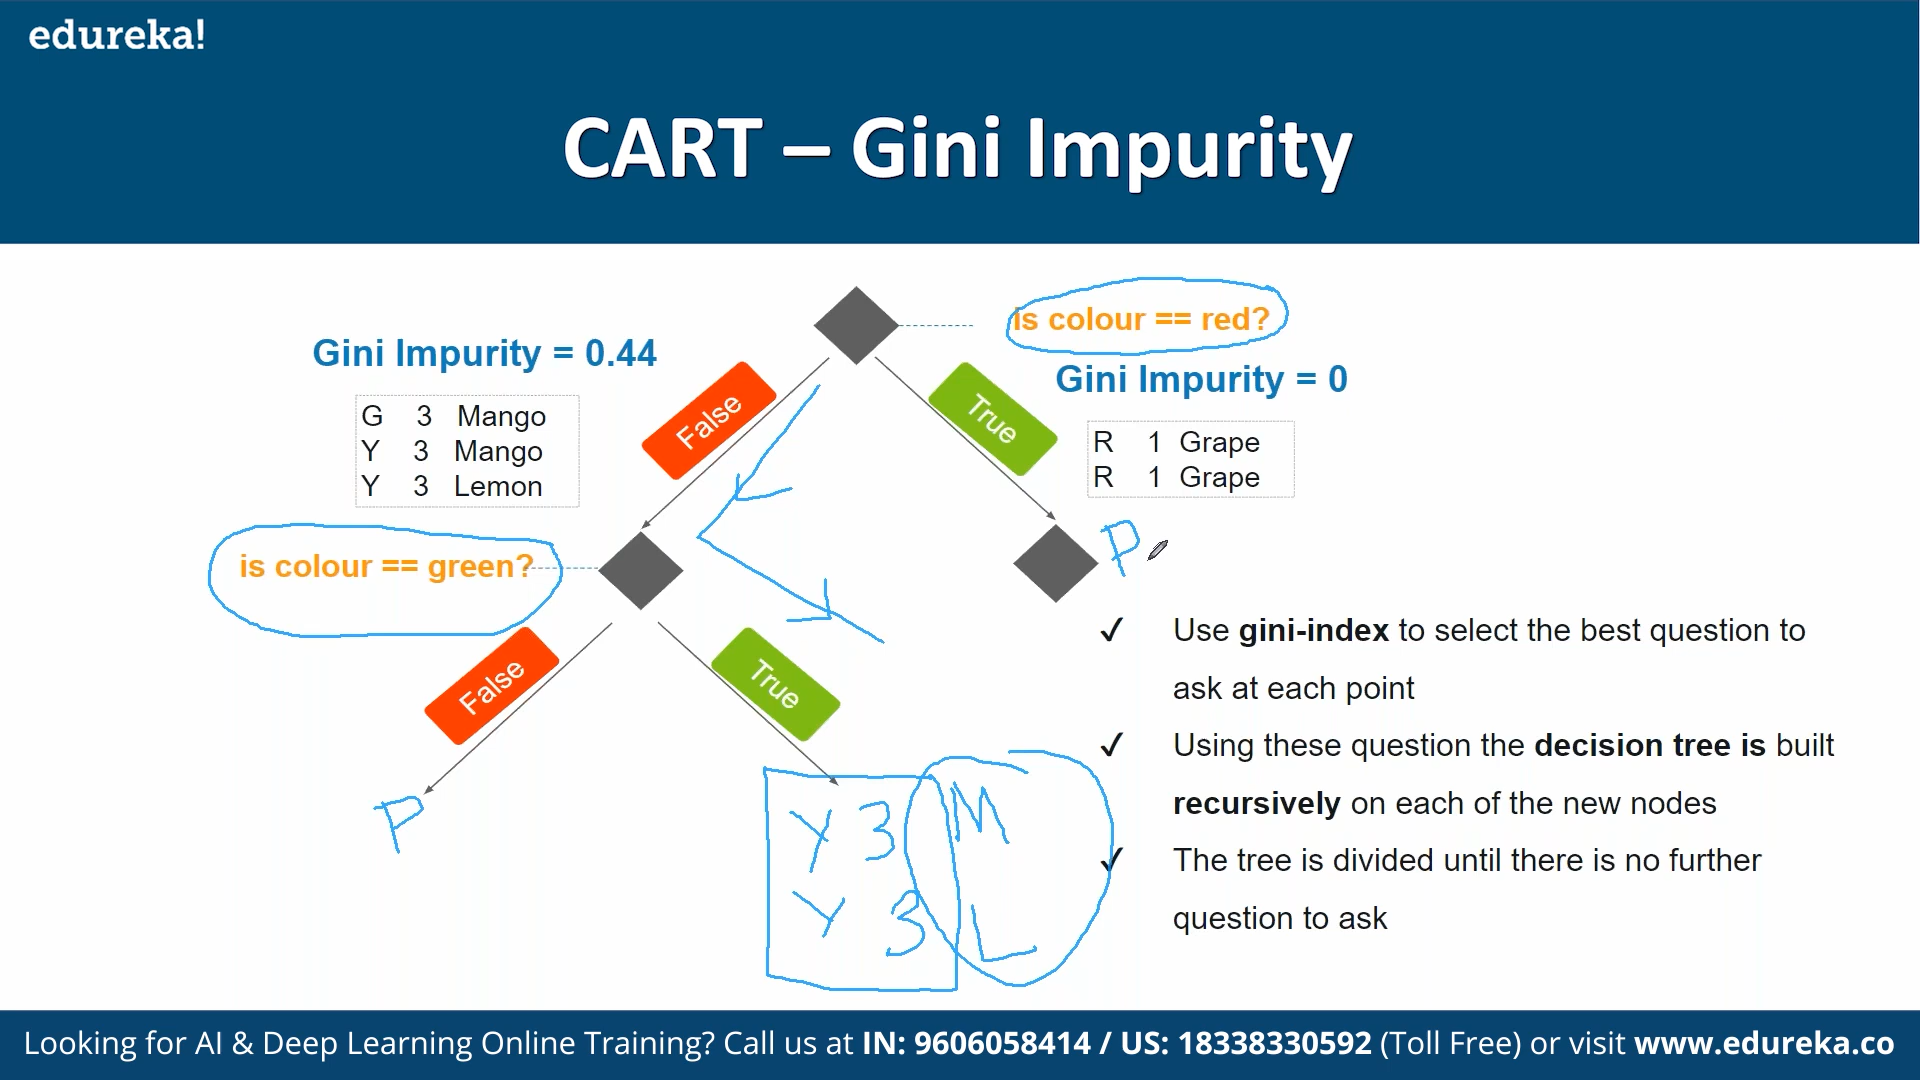 edureka!
CART – Gini Impurity
is colour == red?
Gini Impurity = 0.44
Gini Impurity = 0
False
True
G 3 Mango
Y 3 Mango
Y 3 Lemon
R 1 Grape
R 1 Grape
is colour == green?
P
False
True
P
Y 3 M
Y 3 L
✓ Use gini-index to select the best question to
ask at each point
✓ Using these question the decision tree is built
recursively on each of the new nodes
✓ The tree is divided until there is no further
question to ask
Looking for AI & Deep Learning Online Training? Call us at IN: 9606058414 / US: 18338330592 (Toll Free) or visit www.edureka.co